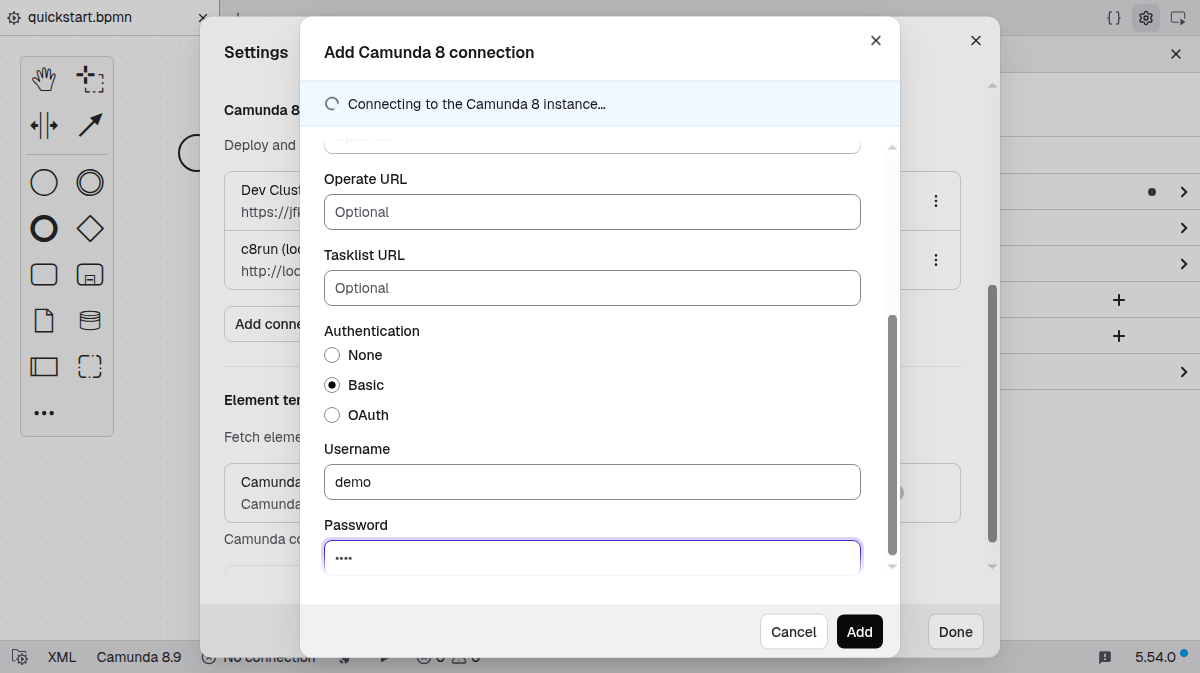 quickstart.bpmn
Settings
Add Camunda 8 connection
Connecting to the Camunda 8 instance...
Camunda 8
Deploy and
Dev Clust
https://jfk
c8run (loc
http://loc
Add conne
Operate URL
Optional
Tasklist URL
Optional
Authentication
None
Basic
OAuth
Element ter
Fetch eleme
Username
demo
Camunda
Camunda
Password
••••
Camunda co
Cancel
Add
Done
XML
Camunda 8.9
No connection
0
0
5.54.0